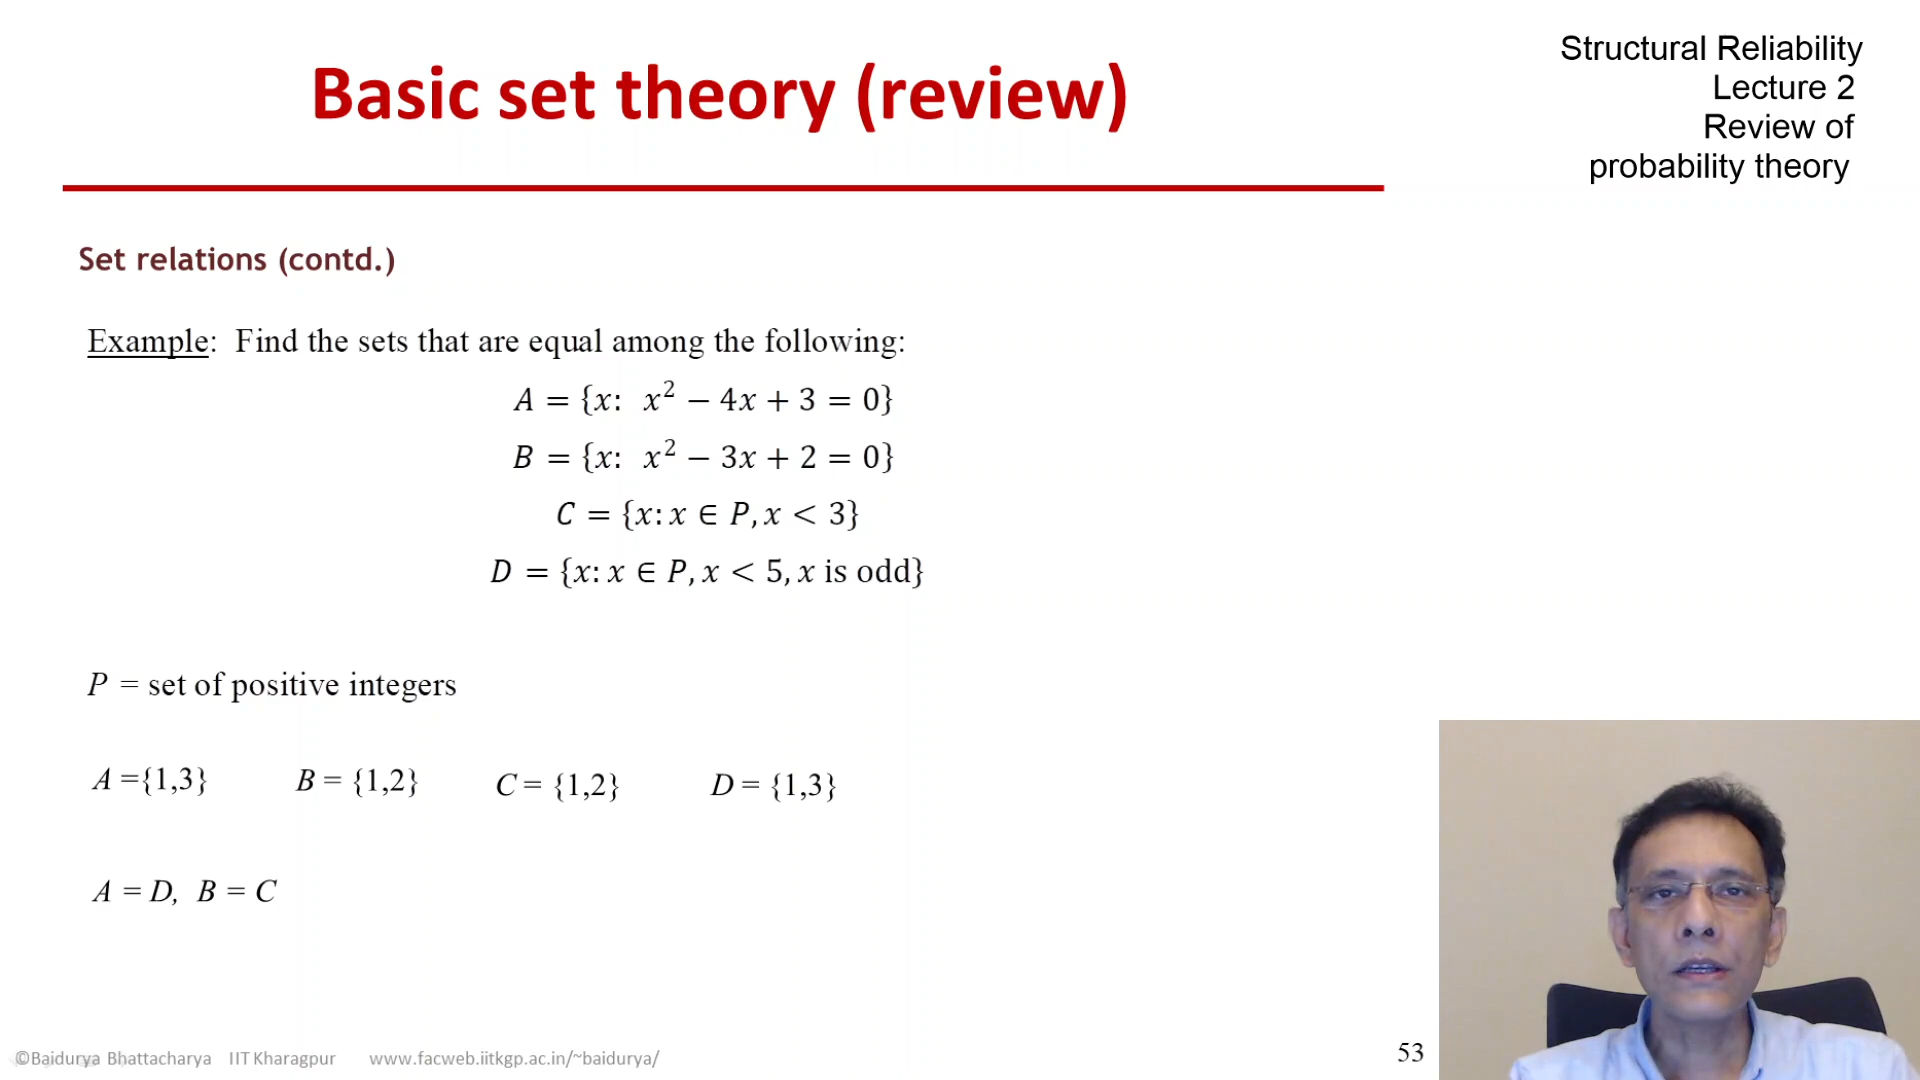 Basic set theory (review)
Structural Reliability
Lecture 2
Review of
probability theory
Set relations (contd.)
Example: Find the sets that are equal among the following:
A = {x: x² − 4x + 3 = 0}
B = {x: x² − 3x + 2 = 0}
C = {x: x ∈ P, x < 3}
D = {x: x ∈ P, x < 5, x is odd}
P = set of positive integers
A ={1,3} B = {1,2} C = {1,2} D = {1,3}
A = D, B = C
©Baidurya Bhattacharya IIT Kharagpur www.facweb.iitkgp.ac.in/~baidurya/
53